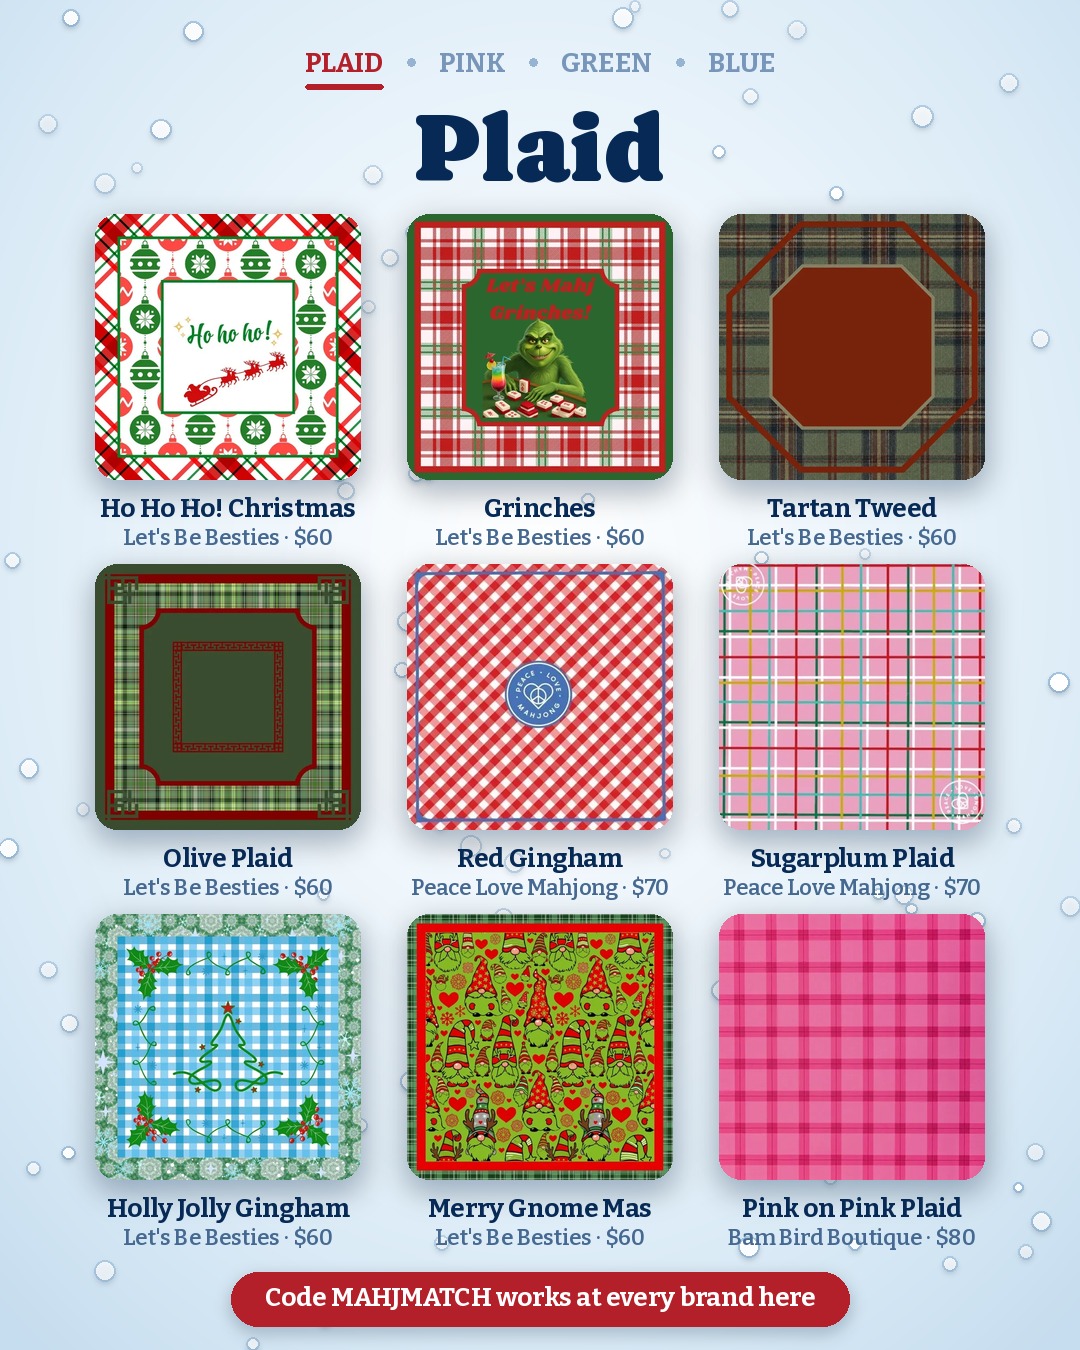 PLAID • PINK • GREEN • BLUE
Plaid
Ho ho ho!
Let's Mahj
Grinches!
Ho Ho Ho! Christmas
Let's Be Besties · $60
Grinches
Let's Be Besties · $60
Tartan Tweed
Let's Be Besties · $60
PEACE · LOVE
MAHJONG
Olive Plaid
Let's Be Besties · $60
Red Gingham
Peace Love Mahjong · $70
Sugarplum Plaid
Peace Love Mahjong · $70
Holly Jolly Gingham
Let's Be Besties · $60
Merry Gnome Mas
Let's Be Besties · $60
Pink on Pink Plaid
Bam Bird Boutique · $80
Code MAHJMATCH works at every brand here